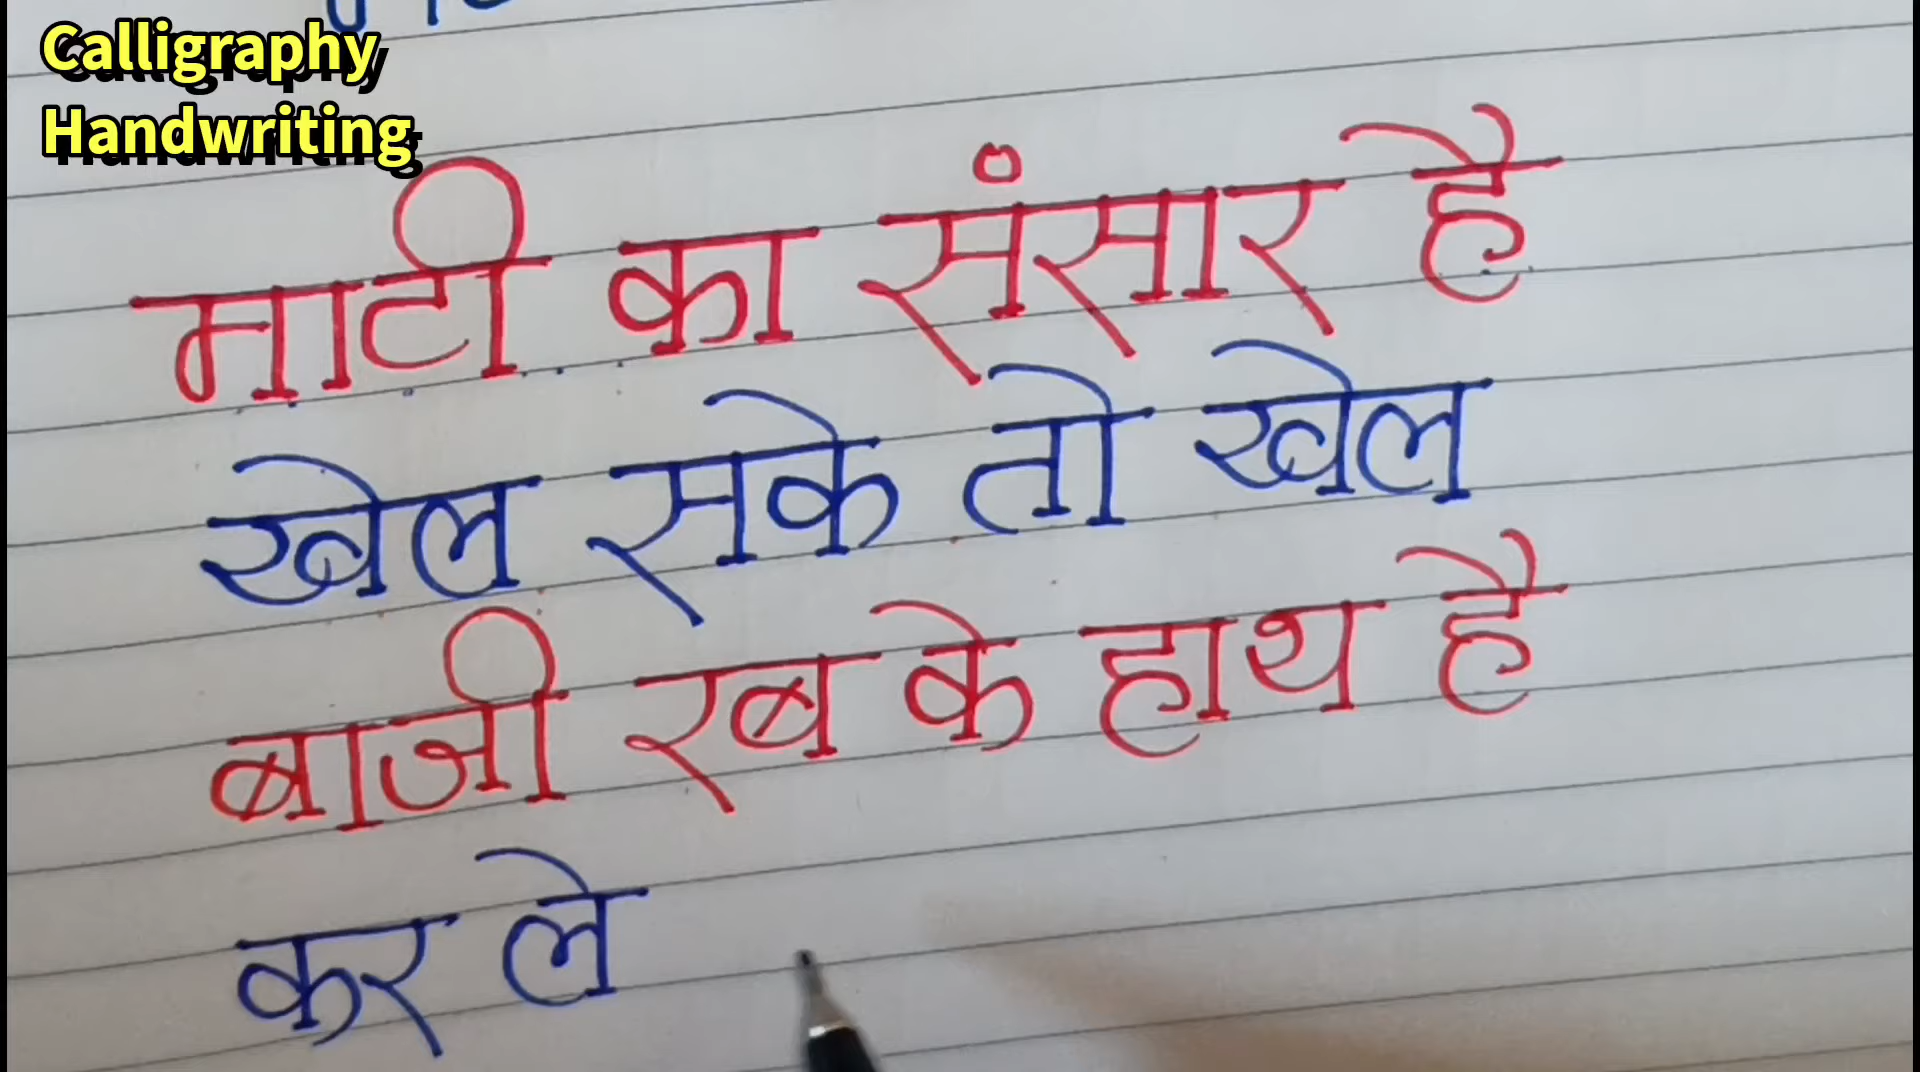 Calligraphy
Handwriting
माटी का संसार है
खेल सके तो खेल
बाजी रब के हाथ है
कर ले